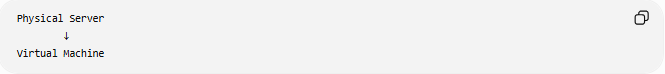 Physical Server
↓
Virtual Machine